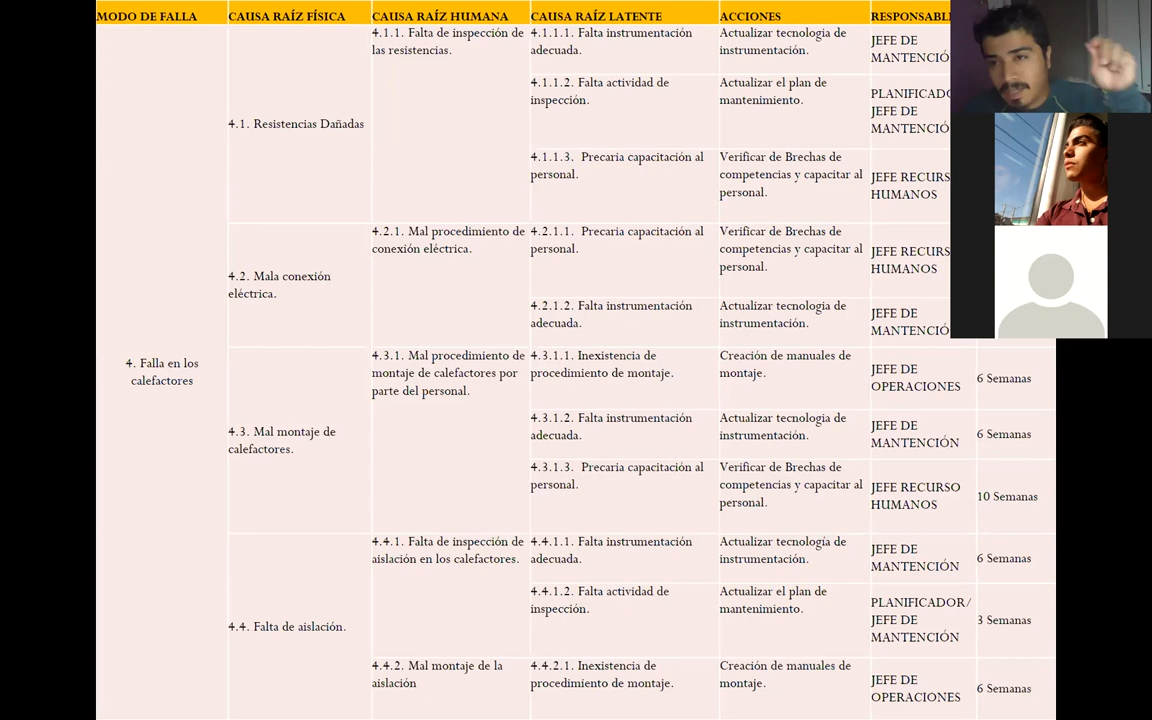 MODO DE FALLA
CAUSA RAÍZ FÍSICA
CAUSA RAÍZ HUMANA
CAUSA RAÍZ LATENTE
ACCIONES
RESPONSABL
4. Falla en los
calefactores
4.1. Resistencias Dañadas
4.1.1. Falta de inspección de
las resistencias.
4.1.1.1. Falta instrumentación
adecuada.
Actualizar tecnologia de
instrumentación.
JEFE DE
MANTENCIÓ
4.1.1.2. Falta actividad de
inspección.
Actualizar el plan de
mantenimiento.
PLANIFICADO
JEFE DE
MANTENCIÓ
4.1.1.3. Precaria capacitación al
personal.
Verificar de Brechas de
competencias y capacitar al
personal.
JEFE RECURS
HUMANOS
4.2. Mala conexión
eléctrica.
4.2.1. Mal procedimiento de
conexión eléctrica.
4.2.1.1. Precaria capacitación al
personal.
Verificar de Brechas de
competencias y capacitar al
personal.
JEFE RECURS
HUMANOS
4.2.1.2. Falta instrumentación
adecuada.
Actualizar tecnologia de
instrumentación.
JEFE DE
MANTENCIÓ
4.3. Mal montaje de
calefactores.
4.3.1. Mal procedimiento de
montaje de calefactores por
parte del personal.
4.3.1.1. Inexistencia de
procedimiento de montaje.
Creación de manuales de
montaje.
JEFE DE
OPERACIONES
6 Semanas
4.3.1.2. Falta instrumentación
adecuada.
Actualizar tecnologia de
instrumentación.
JEFE DE
MANTENCIÓN
6 Semanas
4.3.1.3. Precaria capacitación al
personal.
Verificar de Brechas de
competencias y capacitar al
personal.
JEFE RECURSO
HUMANOS
10 Semanas
4.4. Falta de aislación.
4.4.1. Falta de inspección de
aislación en los calefactores.
4.4.1.1. Falta instrumentación
adecuada.
Actualizar tecnología de
instrumentación.
JEFE DE
MANTENCIÓN
6 Semanas
4.4.1.2. Falta actividad de
inspección.
Actualizar el plan de
mantenimiento.
PLANIFICADOR/
JEFE DE
MANTENCIÓN
3 Semanas
4.4.2. Mal montaje de la
aislación
4.4.2.1. Inexistencia de
procedimiento de montaje.
Creación de manuales de
montaje.
JEFE DE
OPERACIONES
6 Semanas